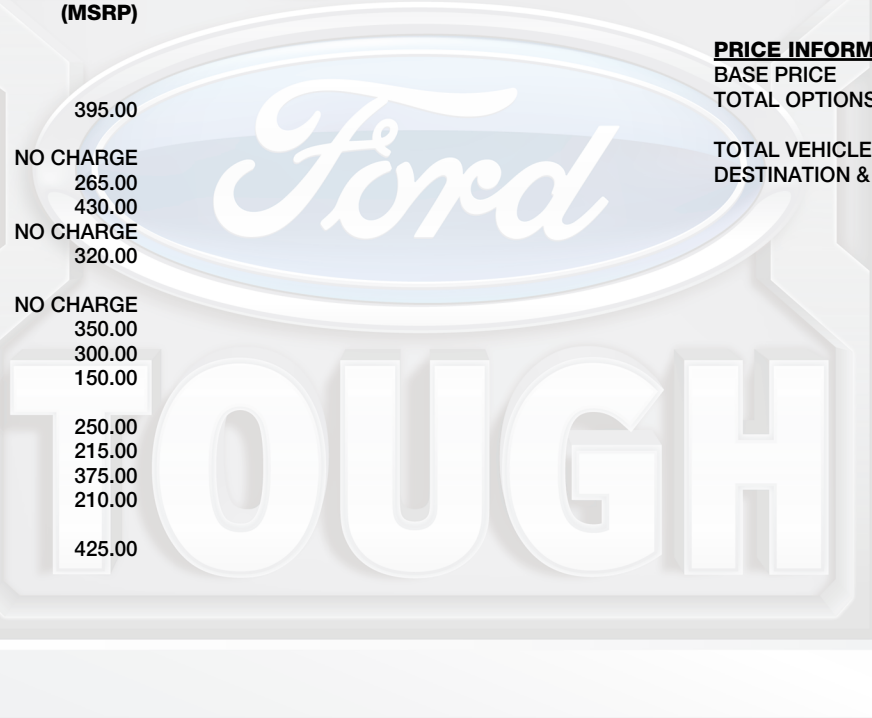 (MSRP)
395.00
NO CHARGE
265.00
430.00
NO CHARGE
320.00
NO CHARGE
350.00
300.00
150.00
250.00
215.00
375.00
210.00
425.00
PRICE INFORM
BASE PRICE
TOTAL OPTIONS
TOTAL VEHICLE
DESTINATION &
Ford
TOUGH